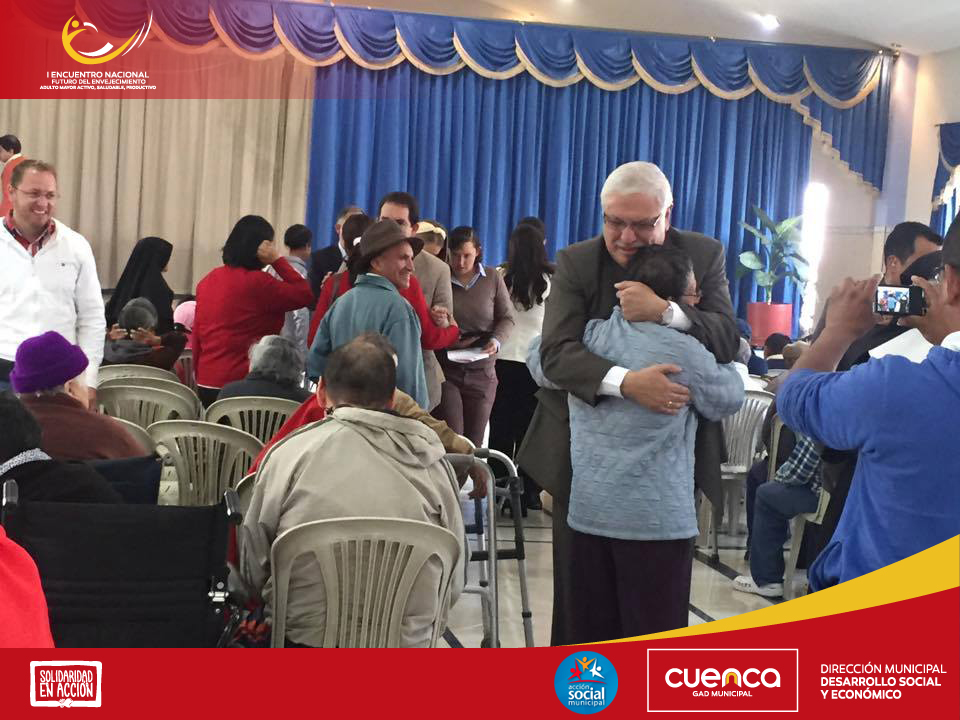 I ENCUENTRO NACIONAL
FUTURO DEL ENVEJECIMIENTO
ADULTO MAYOR ACTIVO, SALUDABLE, PRODUCTIVO
SOLIDARIDAD
EN ACCIÓN
acción
social
municipal
cuenca
GAD MUNICIPAL
DIRECCIÓN MUNICIPAL
DESARROLLO SOCIAL
Y ECONÓMICO